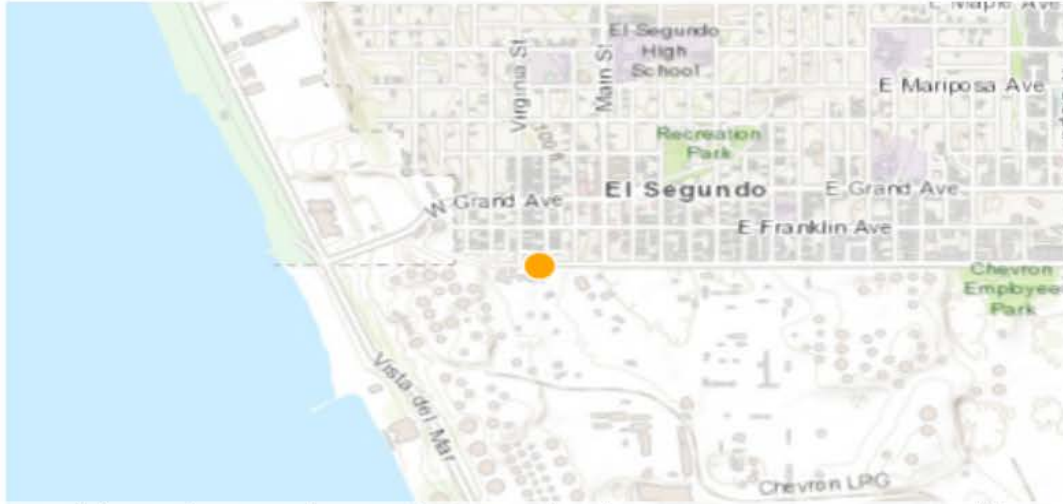 E Maple Ave
El Segundo
High
School
Virginia St
Main St
E Mariposa Ave
Recreation
Park
El Segundo
E Grand Ave
W Grand Ave
E Franklin Ave
Chevron
Employee
Park
Vista del Mar
Chevron LPG